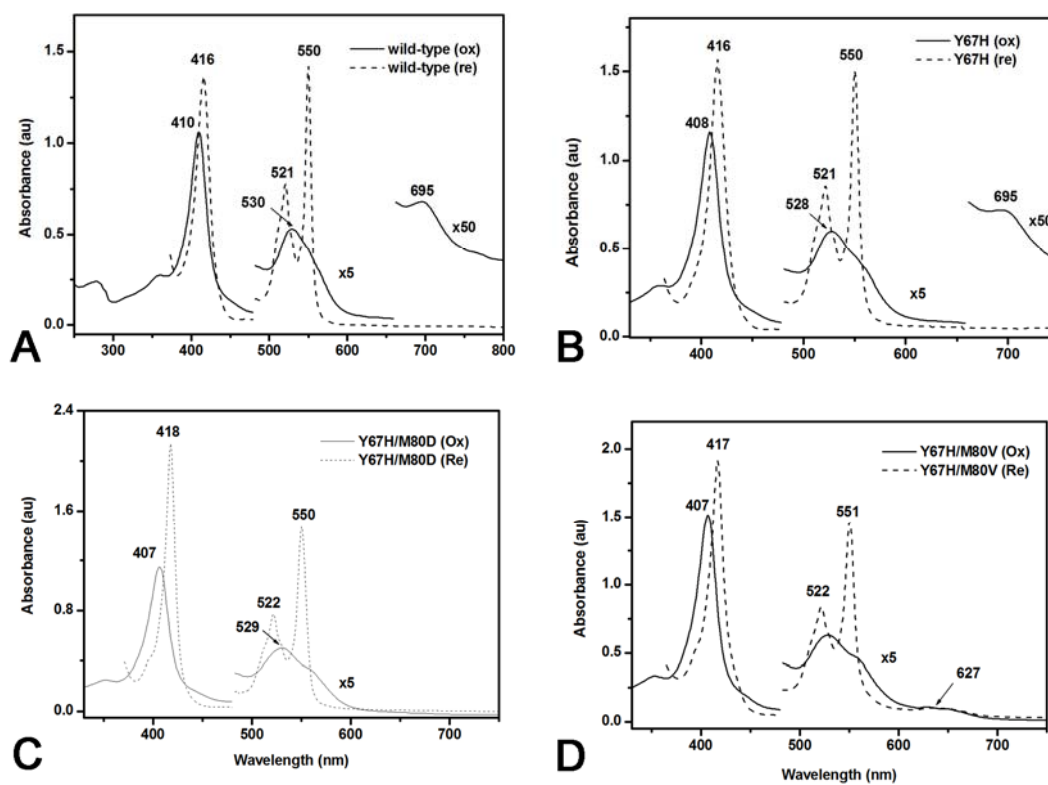 416
550
wild-type (ox)
wild-type (re)
410
521
530
695
x50
x5
Absorbance (au)
1.5
1.0
0.5
0.0
300
400
500
600
700
800
A
416
550
Y67H (ox)
Y67H (re)
408
521
528
695
x50
x5
Absorbance (au)
1.5
1.0
0.5
0.0
400
500
600
700
B
418
550
Y67H/M80D (Ox)
Y67H/M80D (Re)
407
522
529
x5
Absorbance (au)
2.4
1.6
0.8
0.0
400
500
600
700
Wavelength (nm)
C
417
551
Y67H/M80V (Ox)
Y67H/M80V (Re)
407
522
x5
627
Absorbance (au)
2.0
1.5
1.0
0.5
0.0
400
500
600
700
Wavelength (nm)
D